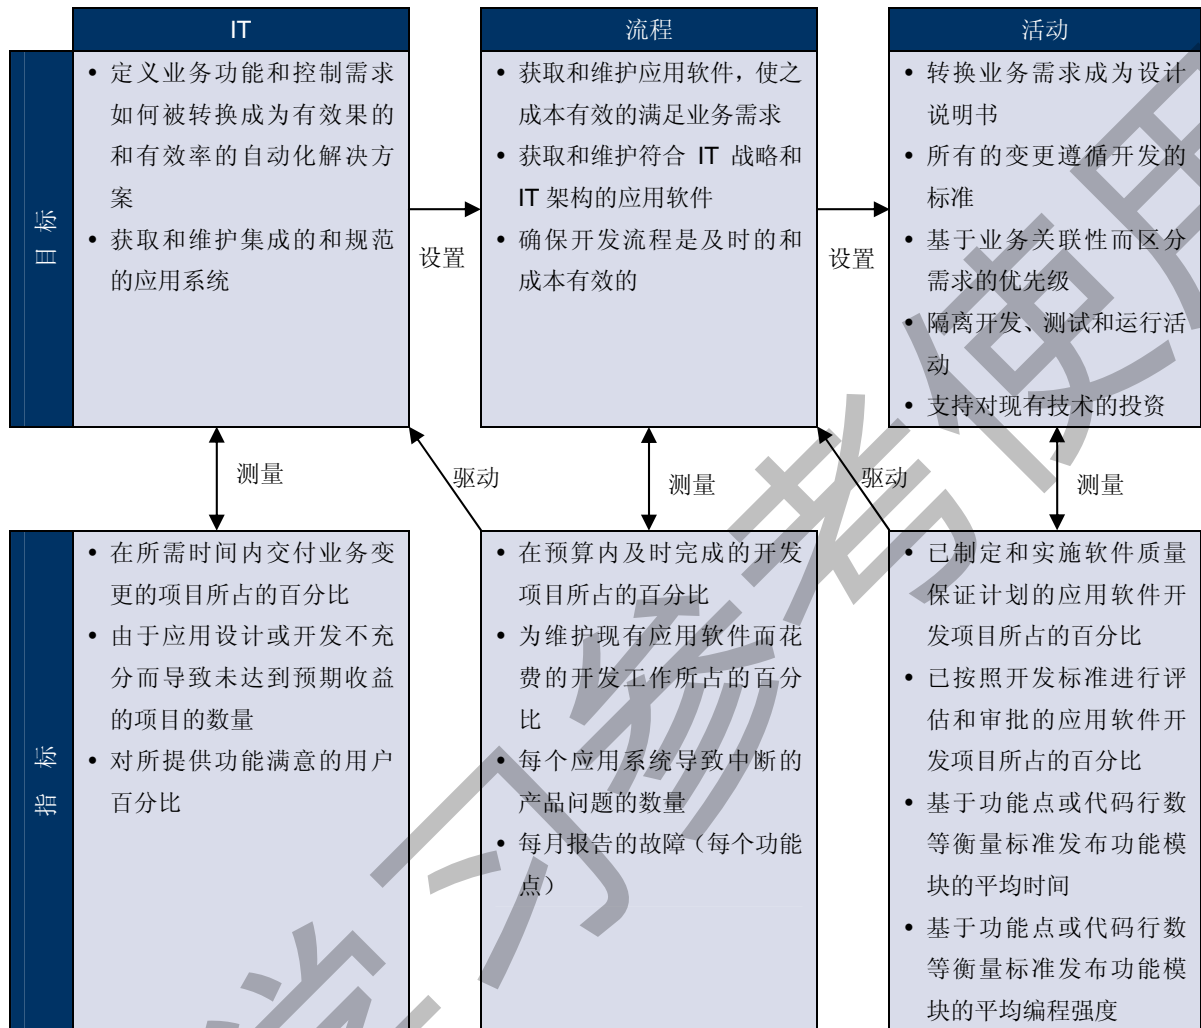 IT
流程
活动
目标
• 定义业务功能和控制需求
如何被转换成为有效果的
和有效率的自动化解决方
案
• 获取和维护集成的和规范
的应用系统
设置
• 获取和维护应用软件，使之
成本有效的满足业务需求
• 获取和维护符合 IT 战略和
IT 架构的应用软件
• 确保开发流程是及时的和
成本有效的
设置
• 转换业务需求成为设计
说明书
• 所有的变更遵循开发的
标准
• 基于业务关联性而区分
需求的优先级
• 隔离开发、测试和运行活
动
• 支持对现有技术的投资
测量
驱动
测量
驱动
测量
指标
• 在所需时间内交付业务变
更的项目所占的百分比
• 由于应用设计或开发不充
分而导致未达到预期收益
的项目的数量
• 对所提供功能满意的用户
百分比
• 在预算内及时完成的开发
项目所占的百分比
• 为维护现有应用软件而花
费的开发工作所占的百分
比
• 每个应用系统导致中断的
产品问题的数量
• 每月报告的故障（每个功能
点）
• 已制定和实施软件质量
保证计划的应用软件开
发项目所占的百分比
• 已按照开发标准进行评
估和审批的应用软件开
发项目所占的百分比
• 基于功能点或代码行数
等衡量标准发布功能模
块的平均时间
• 基于功能点或代码行数
等衡量标准发布功能模
块的平均编程强度
学习参考使用